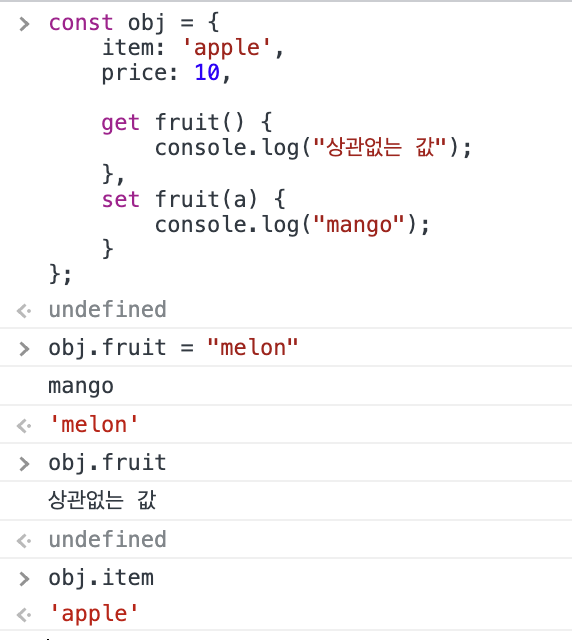 > const obj = {
item: 'apple',
price: 10,
get fruit() {
console.log("상관없는 값");
},
set fruit(a) {
console.log("mango");
}
};
undefined
> obj.fruit = "melon"
mango
'melon'
> obj.fruit
상관없는 값
undefined
> obj.item
'apple'